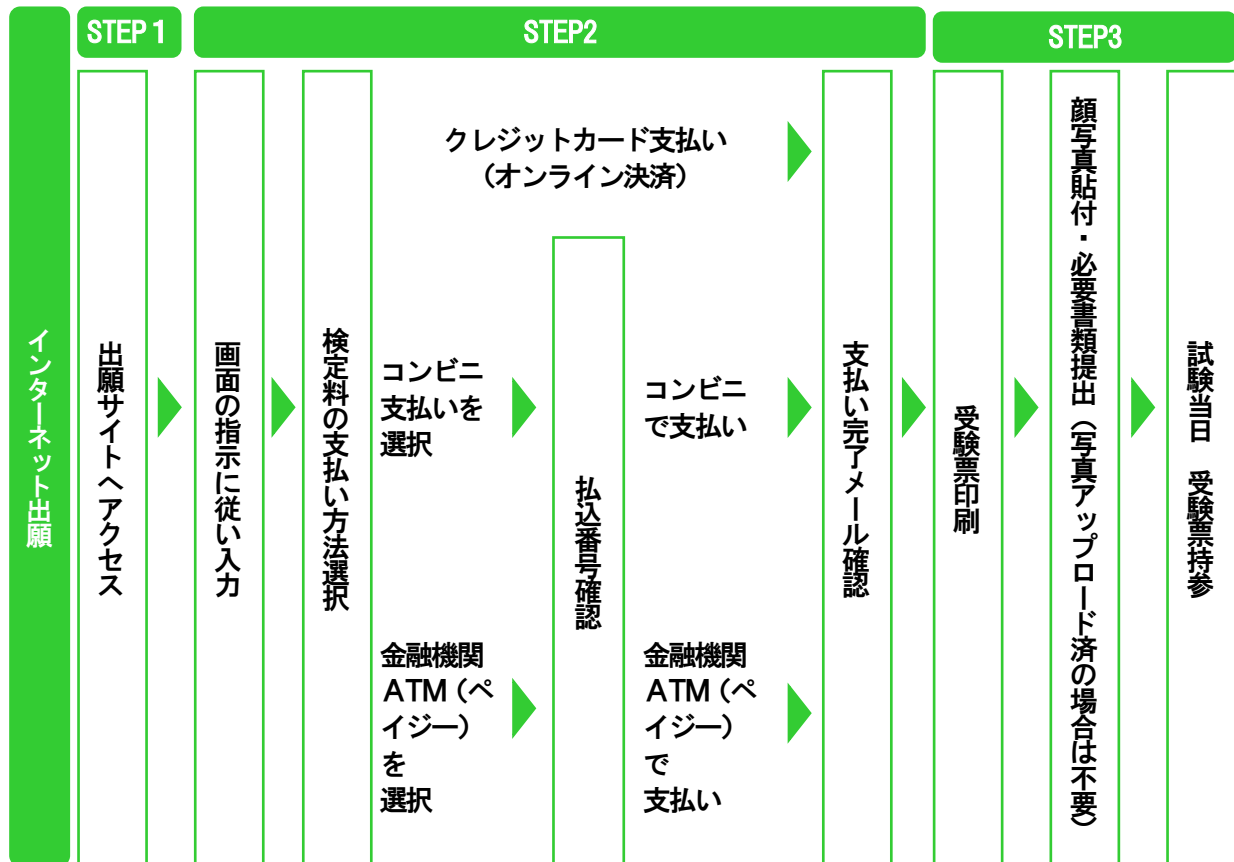 インターネット出願
STEP 1
出願サイトへアクセス
STEP2
画面の指示に従い入力
検定料の支払い方法選択
クレジットカード支払い
（オンライン決済）
コンビニ
支払いを
選択
金融機関
ATM（ペ
イジー）
を
選択
払込番号確認
コンビニ
で支払い
金融機関
ATM（ペ
イジー）
で
支払い
支払い完了メール確認
STEP3
受験票印刷
顔写真貼付・必要書類提出（写真アップロード済の場合は不要）
試験当日　受験票持参